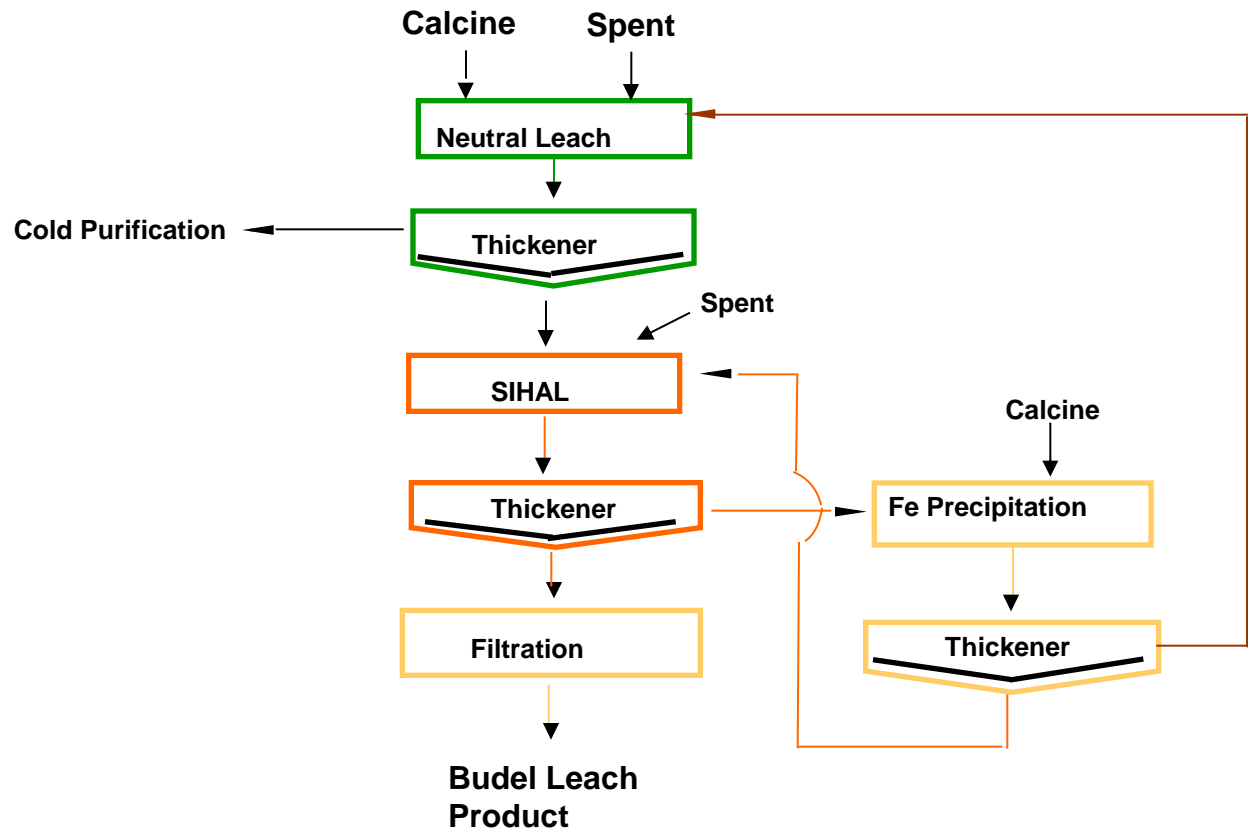 Calcine
Spent
Neutral Leach
Cold Purification
Thickener
Spent
SIHAL
Calcine
Thickener
Fe Precipitation
Filtration
Thickener
Budel Leach
Product